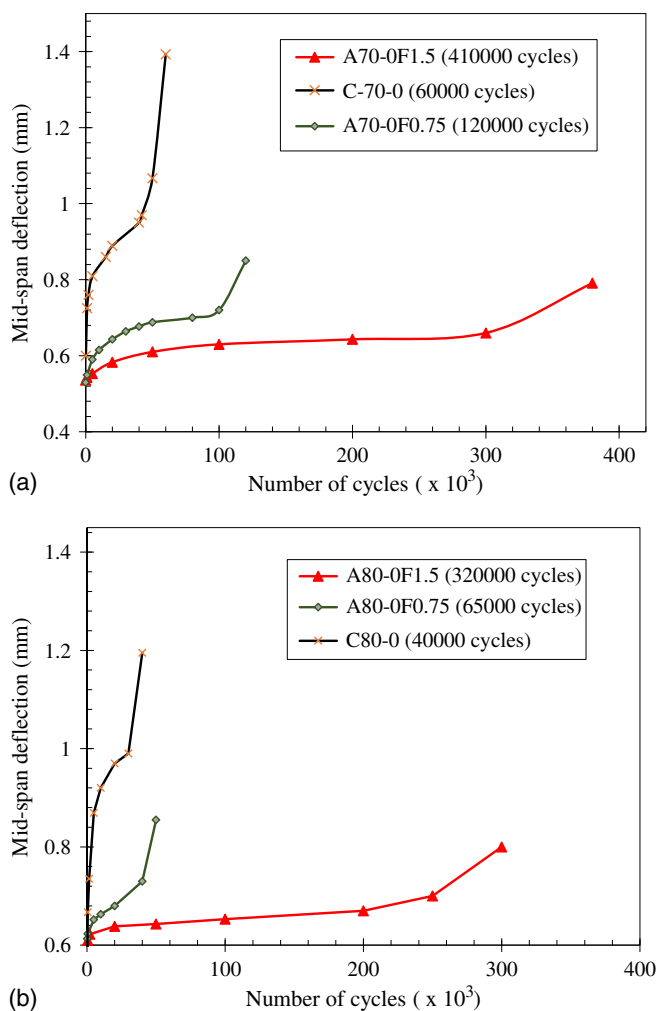 1.4
1.2
1
0.8
0.6
0.4
Mid-span deflection (mm)
A70-0F1.5 (410000 cycles)
C-70-0 (60000 cycles)
A70-0F0.75 (120000 cycles)
0 100 200 300 400
(a) Number of cycles ( x 10³)
1.4
1.2
1
0.8
0.6
Mid-span deflection (mm)
A80-0F1.5 (320000 cycles)
A80-0F0.75 (65000 cycles)
C80-0 (40000 cycles)
0 100 200 300 400
(b) Number of cycles ( x 10³)